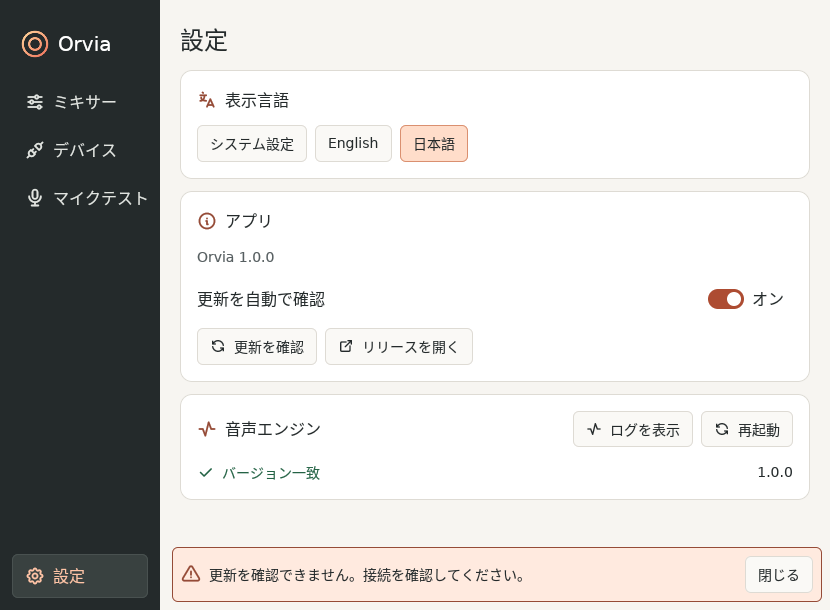 Orvia
ミキサー
デバイス
マイクテスト
設定
設定
表示言語
システム設定 English 日本語
アプリ
Orvia 1.0.0
更新を自動で確認 オン
更新を確認 リリースを開く
音声エンジン ログを表示 再起動
バージョン一致 1.0.0
更新を確認できません。接続を確認してください。 閉じる